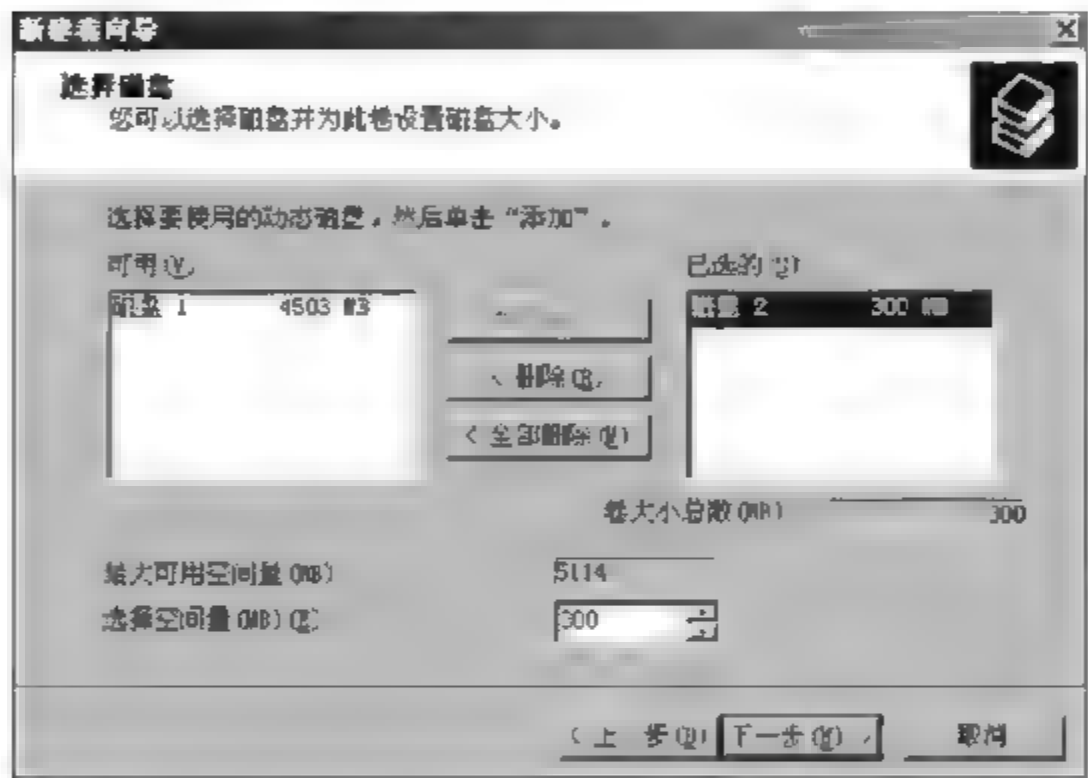 新建卷向导
选择磁盘
您可以选择磁盘并为此卷设置磁盘大小。
选择要使用的动态磁盘，然后单击“添加”。
可用(V)
已选的(S)
磁盘 1 4503 MB
磁盘 2 300 MB
< 删除(R)
< 全部删除(M)
卷大小总数(MB) 300
最大可用空间量(MB) 5114
选择空间量(MB)(E) 300
< 上一步(B)
下一步(N) >
取消